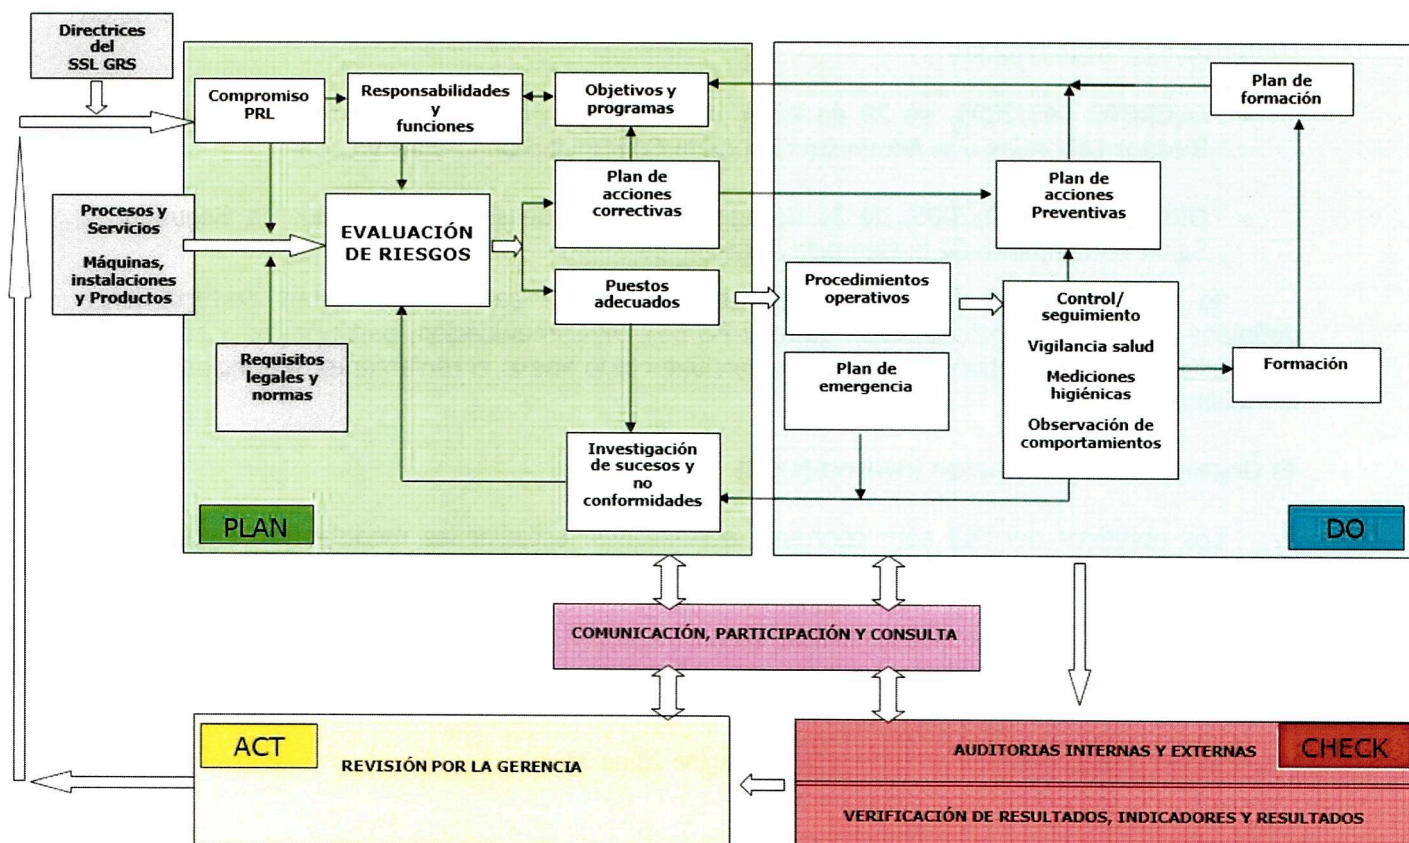 Directrices
del
SSL GRS
Compromiso
PRL
Responsabilidades
y
funciones
Objetivos y
programas
Plan de
formación
Procesos y
Servicios
Máquinas,
instalaciones
y Productos
EVALUACIÓN
DE RIESGOS
Plan de
acciones
correctivas
Plan de
acciones
Preventivas
Puestos
adecuados
Procedimientos
operativos
Control/
seguimiento
Vigilancia salud
Mediciones
higiénicas
Observación de
comportamientos
Requisitos
legales y
normas
Plan de
emergencia
Formación
Investigación
de sucesos y
no
conformidades
PLAN
DO
COMUNICACIÓN, PARTICIPACIÓN Y CONSULTA
ACT
REVISIÓN POR LA GERENCIA
AUDITORIAS INTERNAS Y EXTERNAS
CHECK
VERIFICACIÓN DE RESULTADOS, INDICADORES Y RESULTADOS